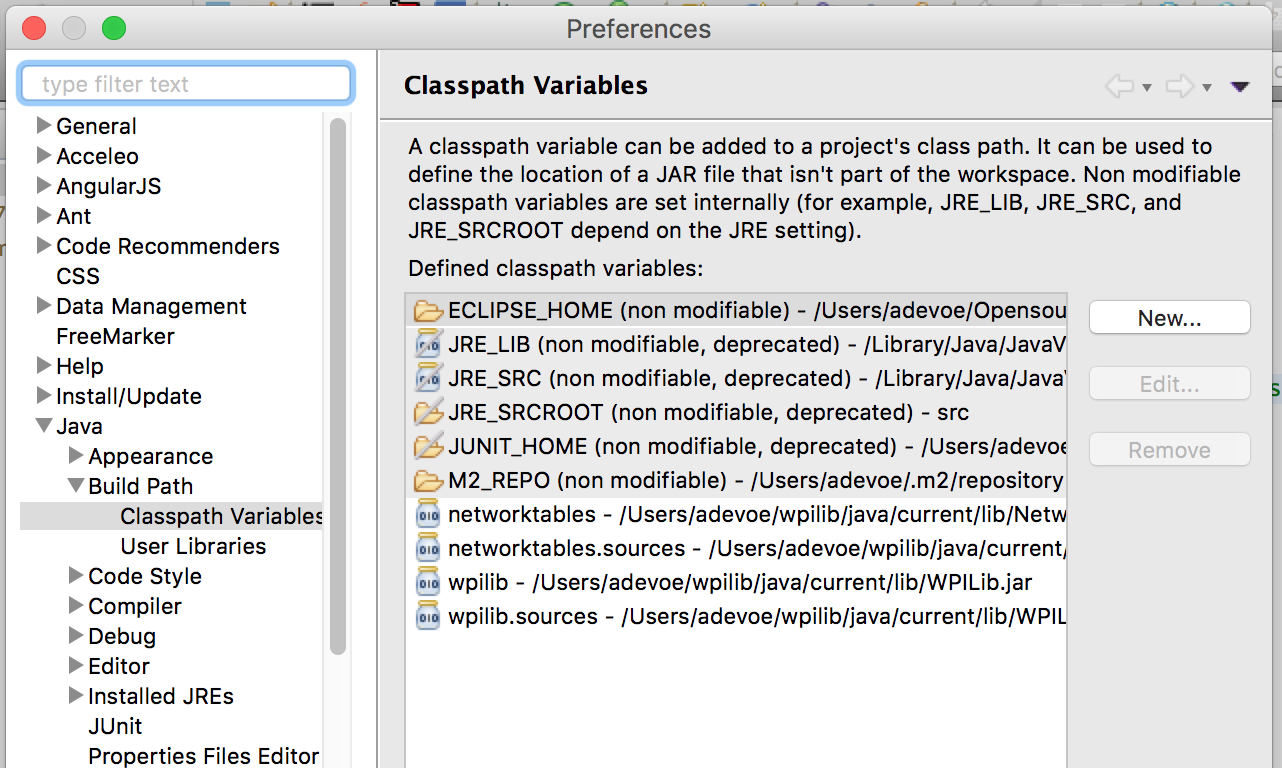 Preferences
type filter text
General
Acceleo
AngularJS
Ant
Code Recommenders
CSS
Data Management
FreeMarker
Help
Install/Update
Java
Appearance
Build Path
Classpath Variables
User Libraries
Code Style
Compiler
Debug
Editor
Installed JREs
JUnit
Properties Files Editor
Classpath Variables
A classpath variable can be added to a project's class path. It can be used to
define the location of a JAR file that isn't part of the workspace. Non modifiable
classpath variables are set internally (for example, JRE_LIB, JRE_SRC, and
JRE_SRCROOT depend on the JRE setting).
Defined classpath variables:
ECLIPSE_HOME (non modifiable) - /Users/adevoe/Opensou
JRE_LIB (non modifiable, deprecated) - /Library/Java/JavaV
JRE_SRC (non modifiable, deprecated) - /Library/Java/Java
JRE_SRCROOT (non modifiable, deprecated) - src
JUNIT_HOME (non modifiable, deprecated) - /Users/adevoe
M2_REPO (non modifiable) - /Users/adevoe/.m2/repository
networktables - /Users/adevoe/wpilib/java/current/lib/Netw
networktables.sources - /Users/adevoe/wpilib/java/current/
wpilib - /Users/adevoe/wpilib/java/current/lib/WPILib.jar
wpilib.sources - /Users/adevoe/wpilib/java/current/lib/WPIL
New...
Edit...
Remove